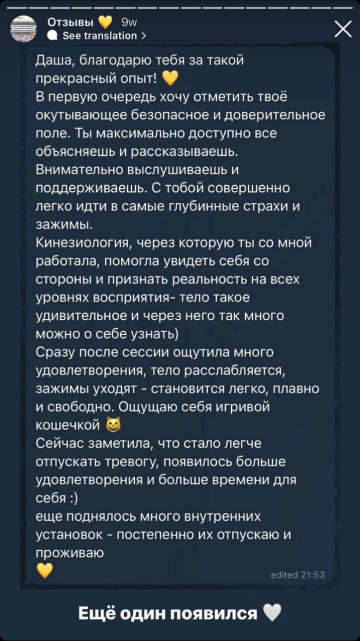 Отзывы 💛 9w
See translation >
Даша, благодарю тебя за такой
прекрасный опыт! 💛
В первую очередь хочу отметить твоё
окутывающее безопасное и доверительное
поле. Ты максимально доступно все
объясняешь и рассказываешь.
Внимательно выслушиваешь и
поддерживаешь. С тобой совершенно
легко идти в самые глубинные страхи и
зажимы.
Кинезиология, через которую ты со мной
работала, помогла увидеть себя со
стороны и признать реальность на всех
уровнях восприятия- тело такое
удивительное и через него так много
можно о себе узнать)
Сразу после сессии ощутила много
удовлетворения, тело расслабляется,
зажимы уходят - становится легко, плавно
и свободно. Ощущаю себя игривой
кошечкой 😸
Сейчас заметила, что стало легче
отпускать тревогу, появилось больше
удовлетворения и больше времени для
себя :)
еще поднялось много внутренних
установок - постепенно их отпускаю и
проживаю
💛
edited 21:53
Ещё один появился 🤍